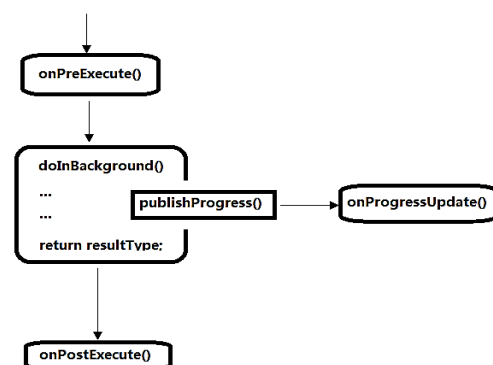 onPreExecute()
doInBackground()
...
publishProgress()
onProgressUpdate()
...
return resultType;
onPostExecute()